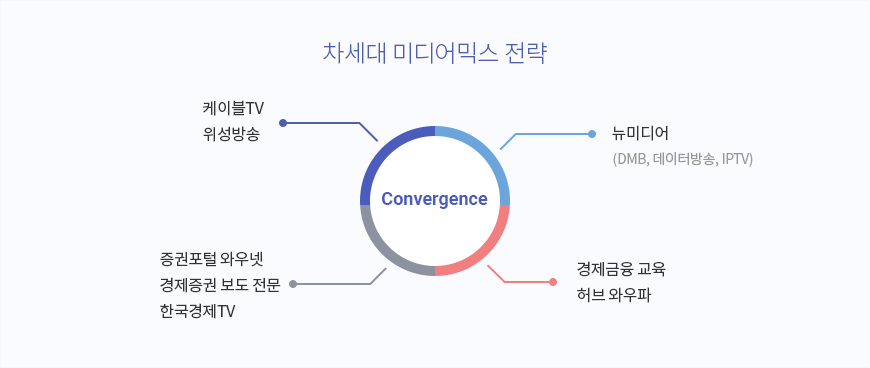 차세대 미디어믹스 전략
케이블TV
위성방송
뉴미디어
(DMB, 데이터방송, IPTV)
Convergence
증권포털 와우넷
경제증권 보도 전문
한국경제TV
경제금융 교육
허브 와우파